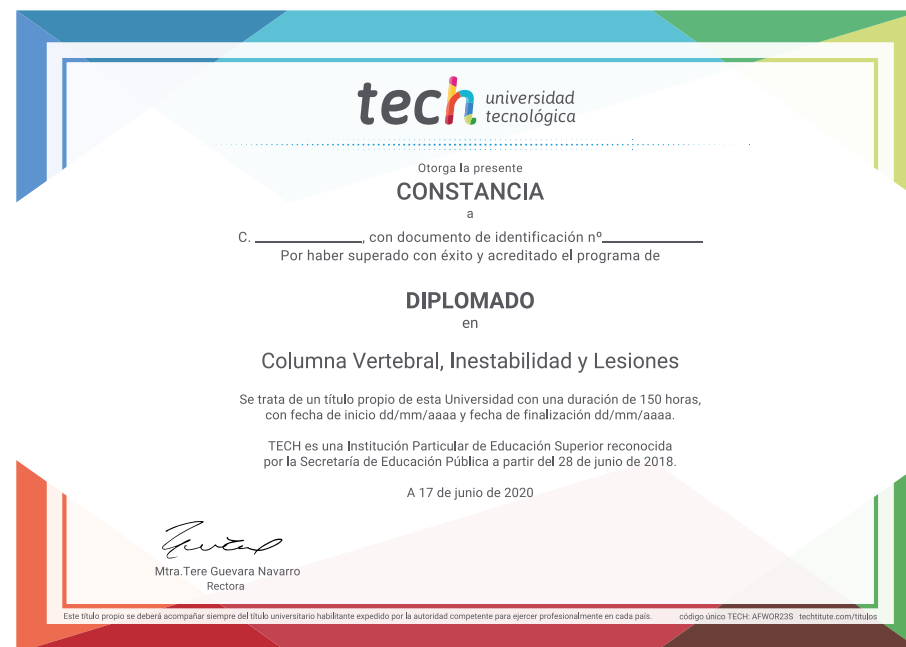 tech universidad
tecnológica
Otorga la presente
CONSTANCIA
a
C. ____________, con documento de identificación nº____________
Por haber superado con éxito y acreditado el programa de
DIPLOMADO
en
Columna Vertebral, Inestabilidad y Lesiones
Se trata de un título propio de esta Universidad con una duración de 150 horas,
con fecha de inicio dd/mm/aaaa y fecha de finalización dd/mm/aaaa.
TECH es una Institución Particular de Educación Superior reconocida
por la Secretaría de Educación Pública a partir del 28 de junio de 2018.
A 17 de junio de 2020
Mtra.Tere Guevara Navarro
Rectora
Este título propio se deberá acompañar siempre del título universitario habilitante expedido por la autoridad competente para ejercer profesionalmente en cada país. código único TECH: AFWOR23S techtitute.com/titulos